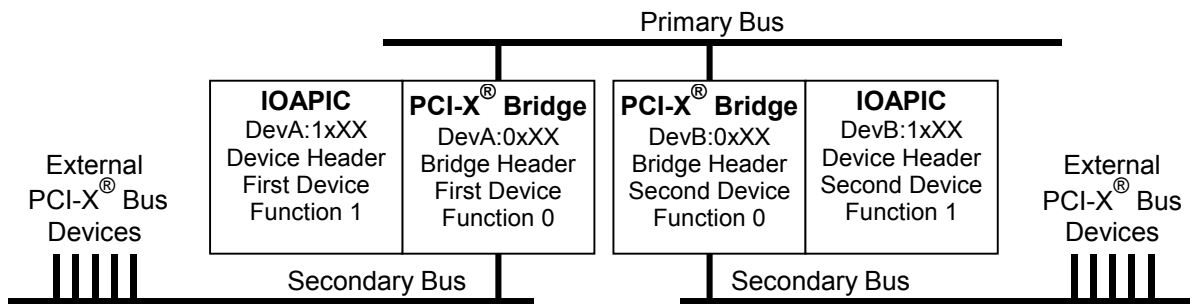 Primary Bus
IOAPIC
DevA:1xXX
Device Header
First Device
Function 1
PCI-X® Bridge
DevA:0xXX
Bridge Header
First Device
Function 0
PCI-X® Bridge
DevB:0xXX
Bridge Header
Second Device
Function 0
IOAPIC
DevB:1xXX
Device Header
Second Device
Function 1
External
PCI-X® Bus
Devices
External
PCI-X® Bus
Devices
Secondary Bus
Secondary Bus